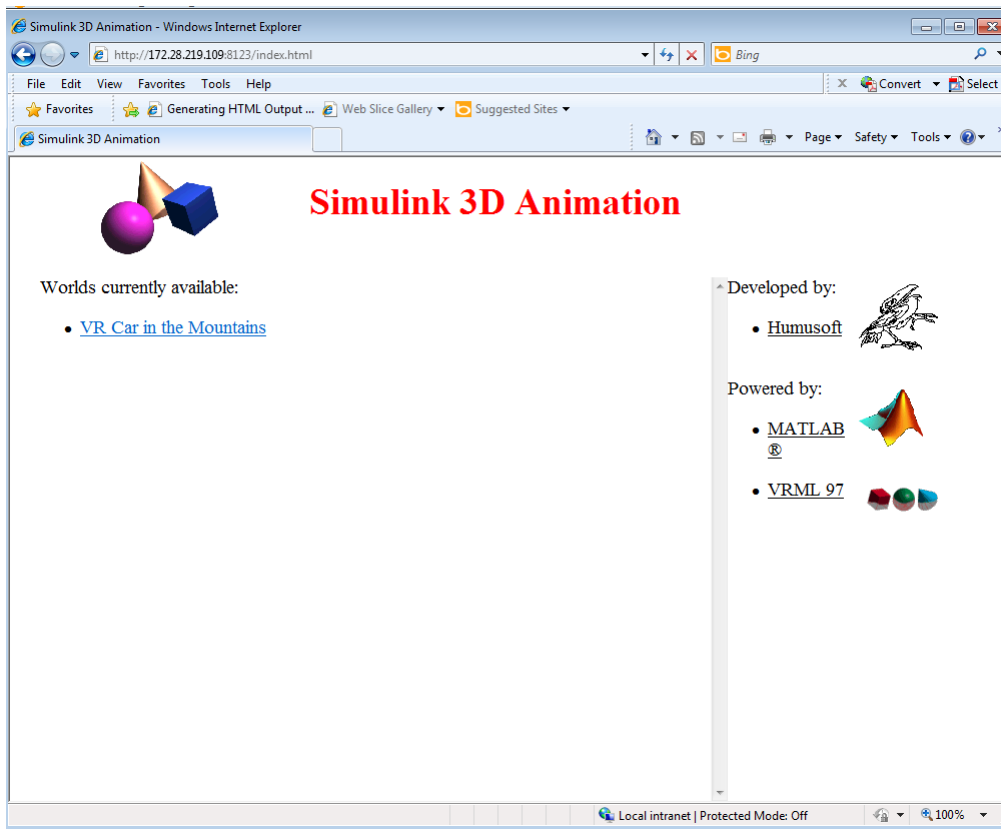 Simulink 3D Animation - Windows Internet Explorer
http://172.28.219.109:8123/index.html
Bing
File Edit View Favorites Tools Help
X Convert Select
Favorites Generating HTML Output ... Web Slice Gallery Suggested Sites
Simulink 3D Animation
Page Safety Tools
Simulink 3D Animation
Worlds currently available:
• VR Car in the Mountains
Developed by:
• Humusoft
Powered by:
• MATLAB
®
• VRML 97
Local intranet | Protected Mode: Off
100%